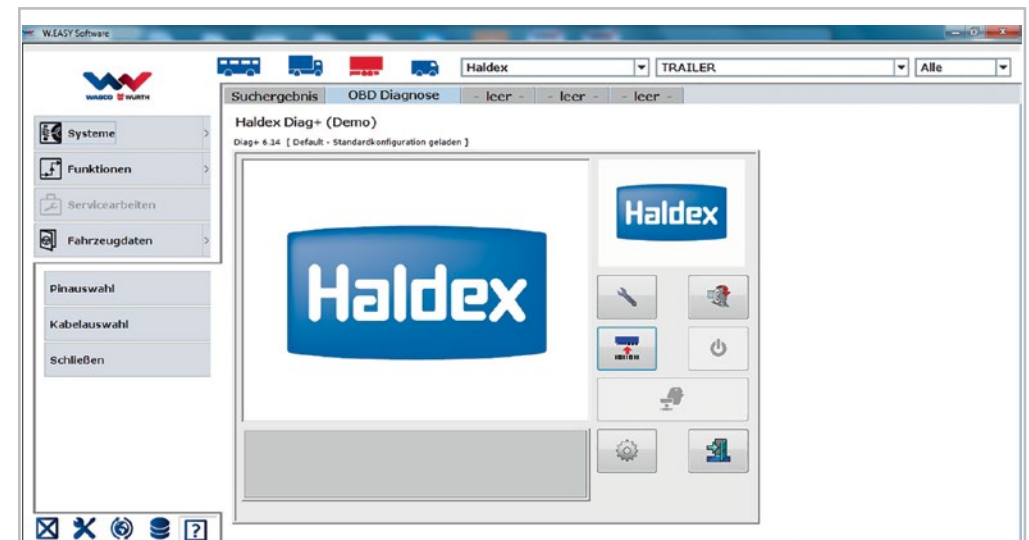 W.EASY Software
WABCO WÜRTH
Haldex
TRAILER
Alle
Suchergebnis
OBD Diagnose
- leer -
- leer -
- leer -
Haldex Diag+ (Demo)
Diag+ 6.14 [ Default - Standardkonfiguration geladen ]
Systeme
Funktionen
Servicearbeiten
Fahrzeugdaten
Pinauswahl
Kabelauswahl
Schließen
Haldex
Haldex
?